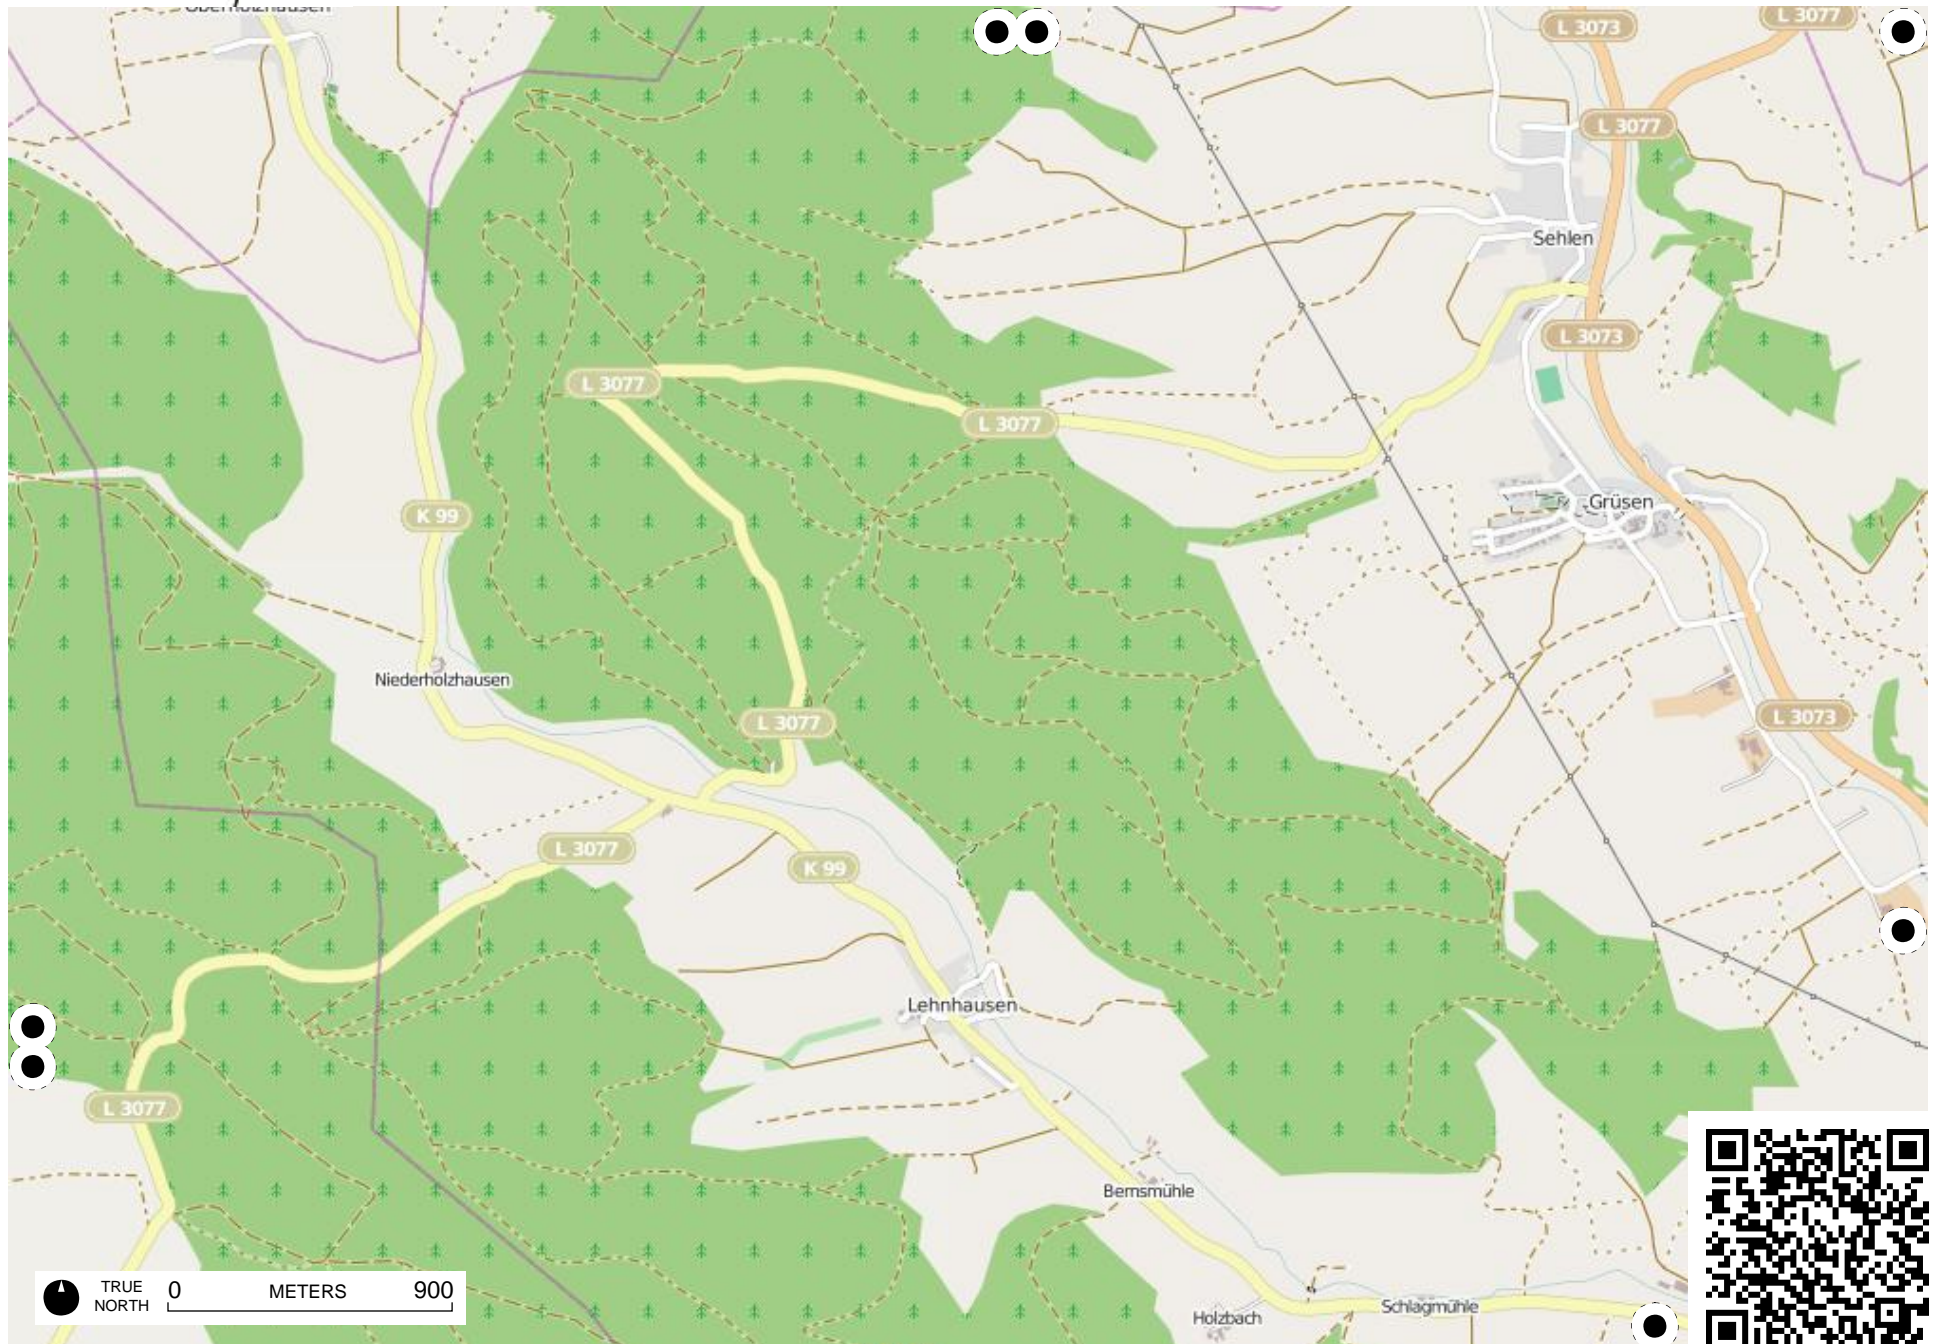 Oberholzhausen
L 3073
L 3077
L 3077
Sehlen
L 3073
L 3077
L 3077
K 99
Grüsen
Niederholzhausen
L 3077
L 3073
L 3077
K 99
Lehnhausen
L 3077
Bernsmühle
Holzbach
Schlagmühle
TRUE NORTH
0 METERS 900